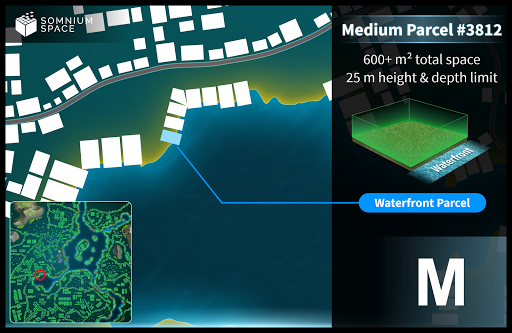 SOMNIUM
SPACE
Medium Parcel #3812
600+ m² total space
25 m height & depth limit
Waterfront
Waterfront Parcel
M